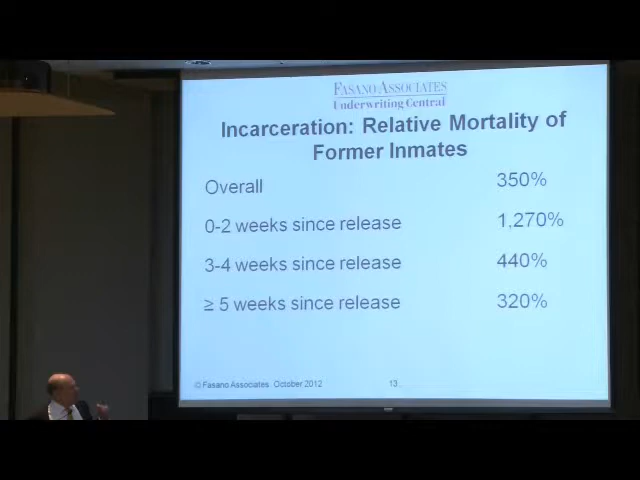 FASANO ASSOCIATES
Underwriting Central
Incarceration: Relative Mortality of
Former Inmates
Overall 350%
0-2 weeks since release 1,270%
3-4 weeks since release 440%
≥ 5 weeks since release 320%
© Fasano Associates October 2012 13